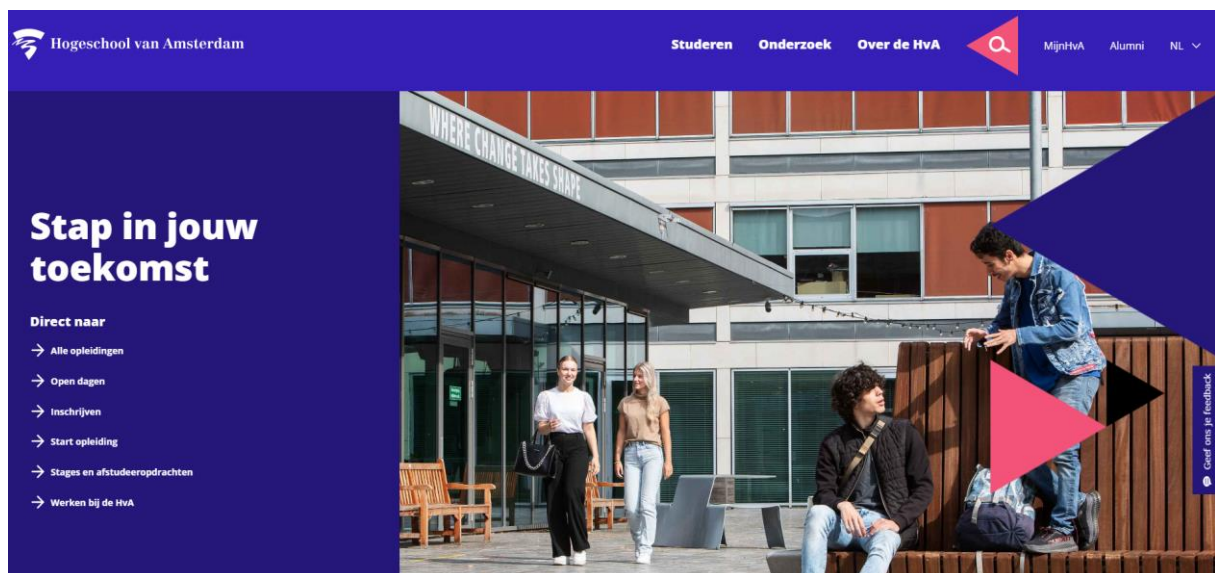 Hogeschool van Amsterdam
Studeren
Onderzoek
Over de HvA
MijnHvA
Alumni
NL
WHERE CHANGE TAKES SHAPE
Stap in jouw
toekomst
Direct naar
→ Alle opleidingen
→ Open dagen
→ Inschrijven
→ Start opleiding
→ Stages en afstudeeropdrachten
→ Werken bij de HvA
Geef ons je feedback